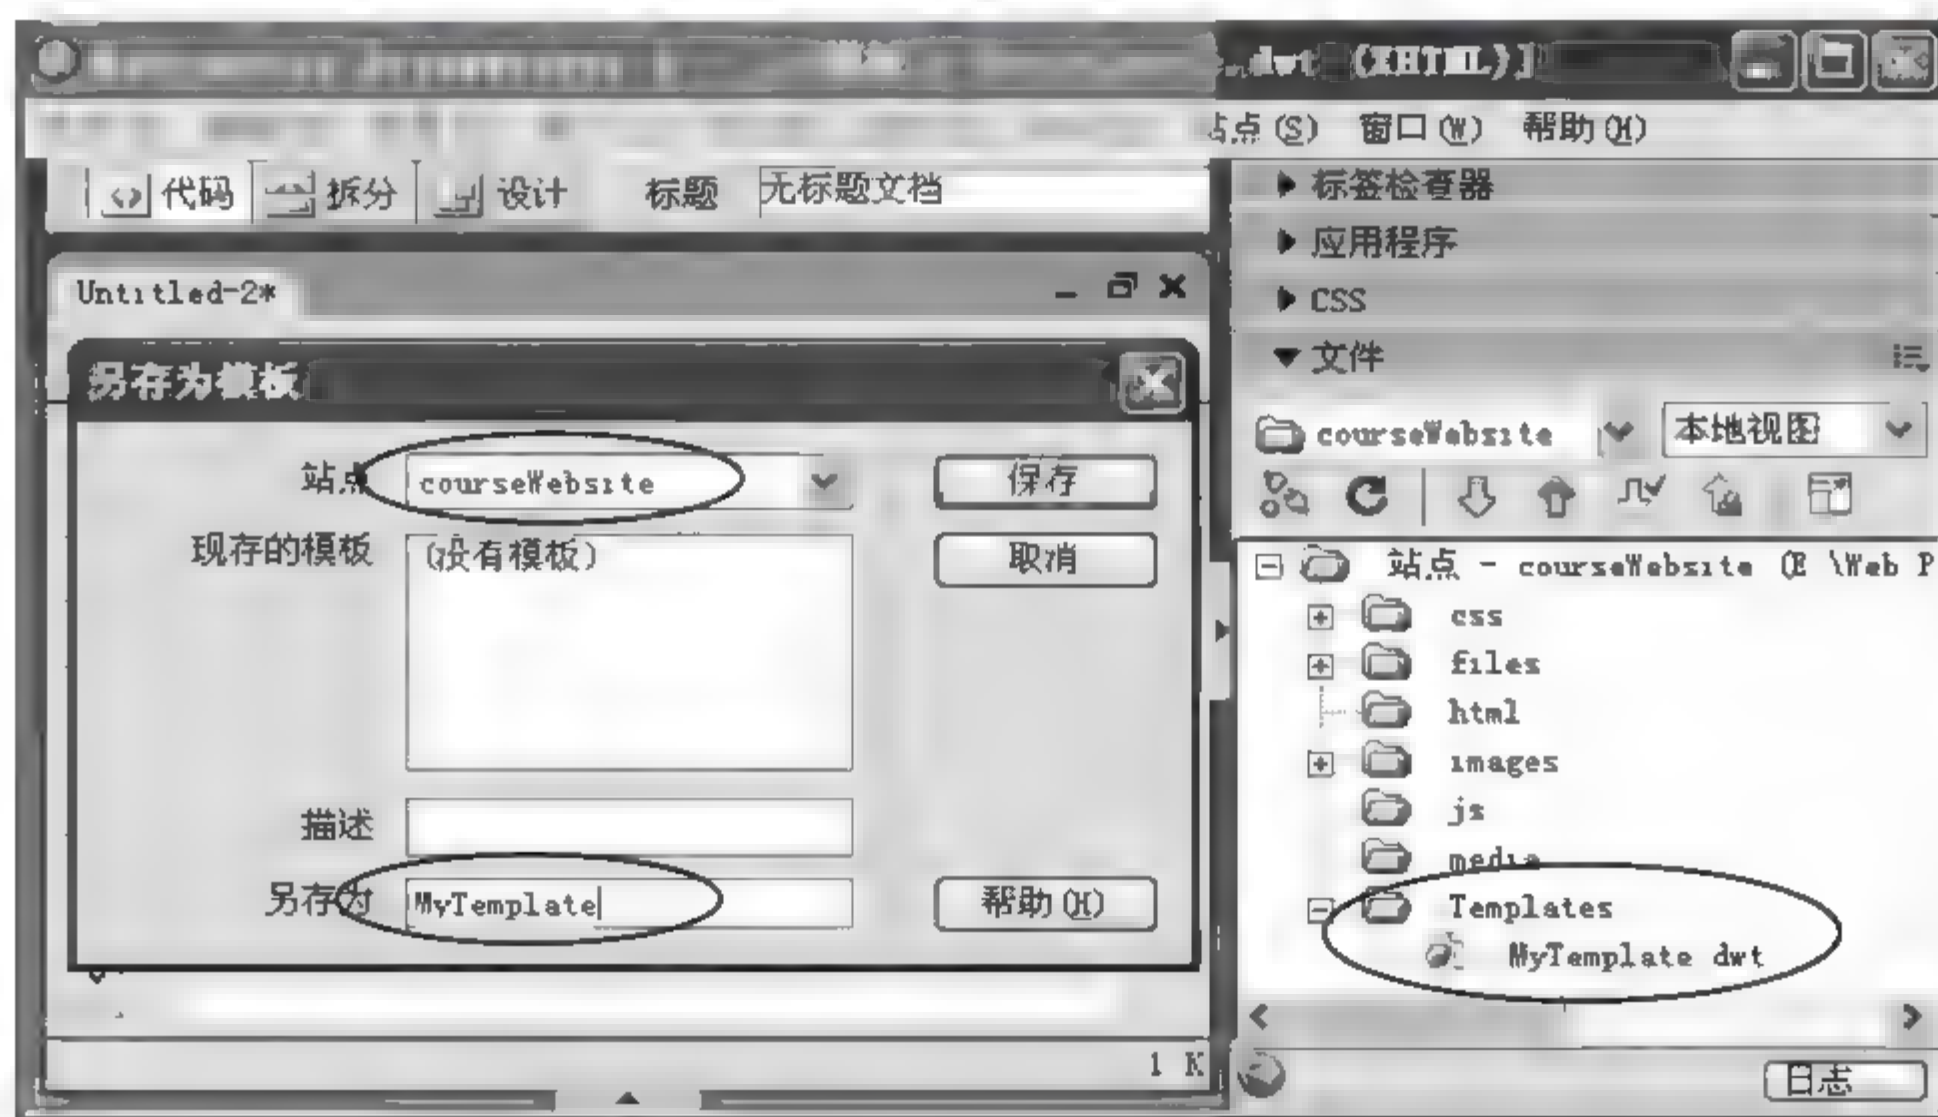 .dwt (XHTML)]
站点(S) 窗口(W) 帮助(H)
代码 拆分 设计 标题 无标题文档
Untitled-2*
另存为模板
站点 courseWebsite 保存
现存的模板 (没有模板) 取消
描述
另存为 MyTemplate 帮助(H)
1 K
标签检查器
应用程序
CSS
文件
courseWebsite 本地视图
站点 - courseWebsite (E \Web P
css
files
html
images
js
media
Templates
MyTemplate dwt
日志